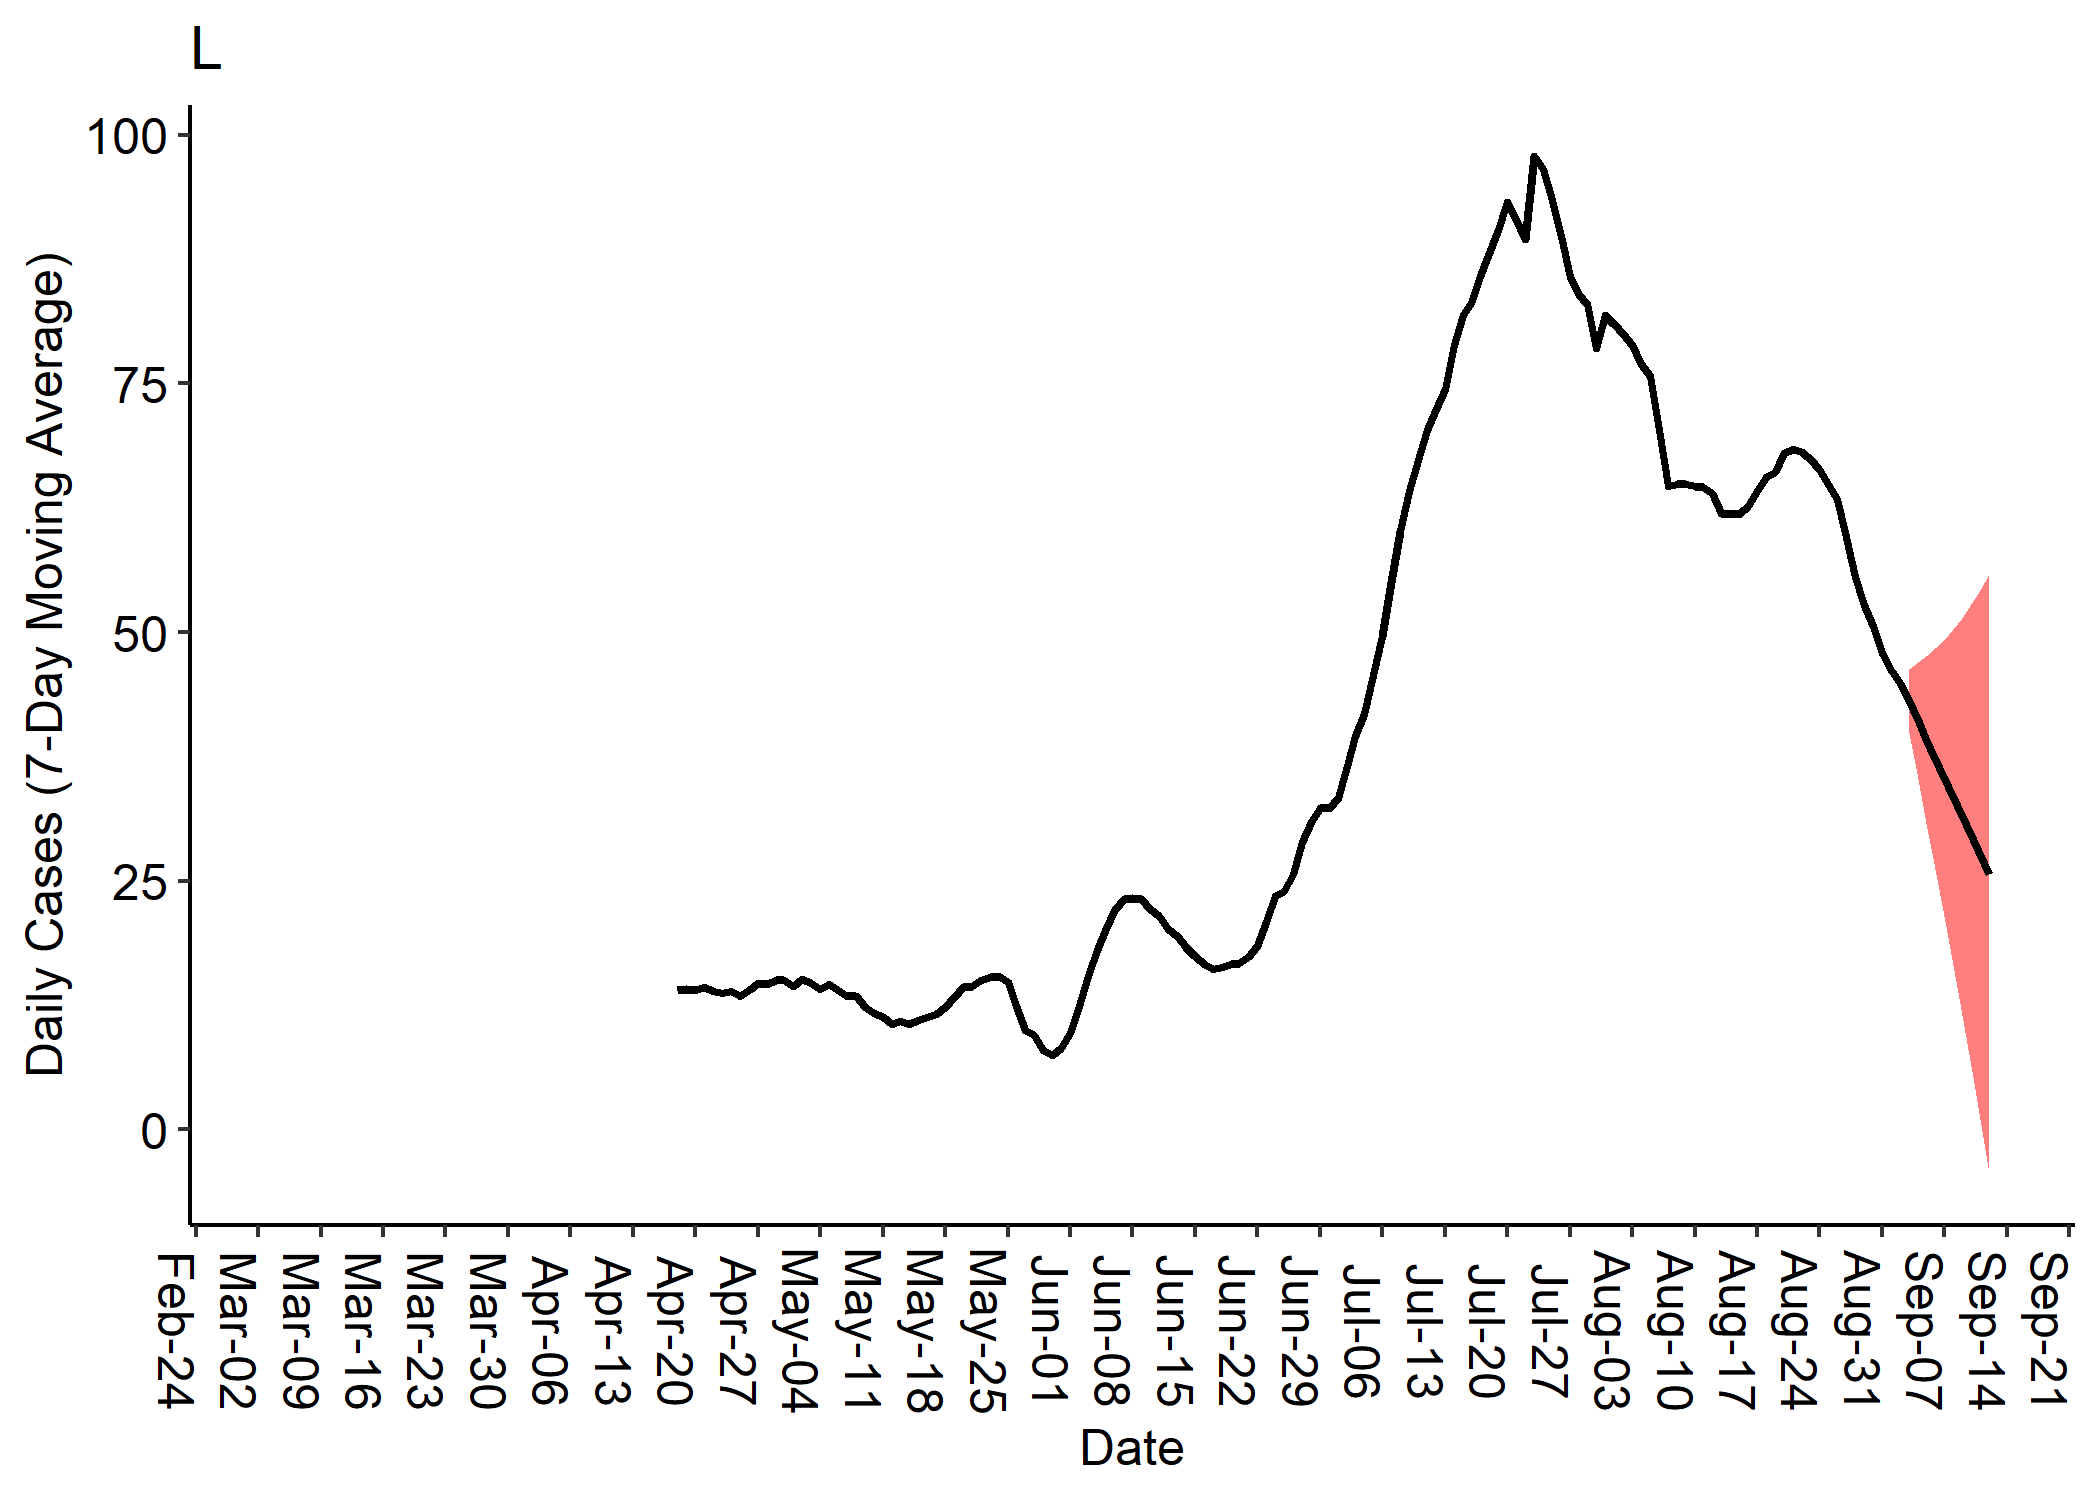 L
Daily Cases (7-Day Moving Average)
100
75
50
25
0
Feb-24
Mar-02
Mar-09
Mar-16
Mar-23
Mar-30
Apr-06
Apr-13
Apr-20
Apr-27
May-04
May-11
May-18
May-25
Jun-01
Jun-08
Jun-15
Jun-22
Jun-29
Jul-06
Jul-13
Jul-20
Jul-27
Aug-03
Aug-10
Aug-17
Aug-24
Aug-31
Sep-07
Sep-14
Sep-21
Date